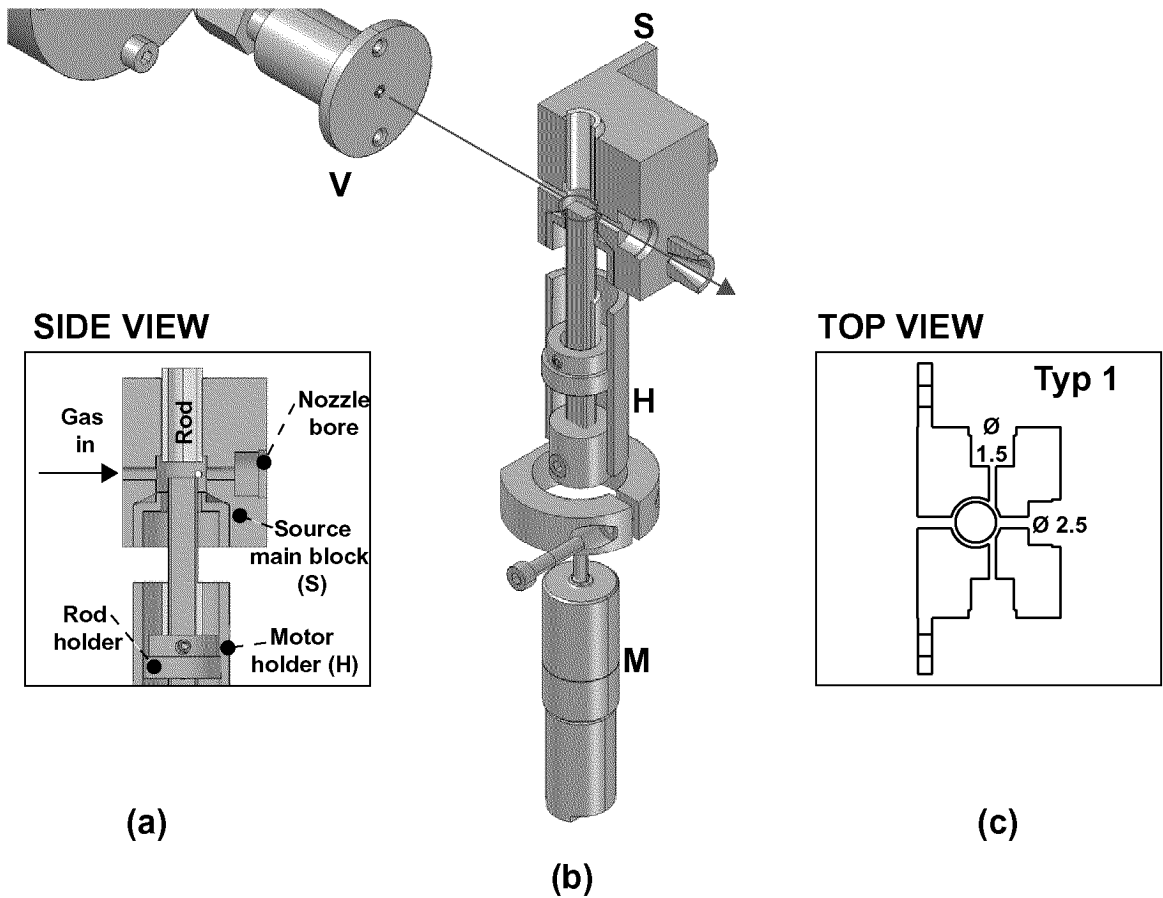 S
V
SIDE VIEW
Gas
in
Rod
Nozzle
bore
Source
main block
(S)
Rod
holder
Motor
holder (H)
(a)
H
M
(b)
TOP VIEW
Typ 1
Ø
1.5
Ø 2.5
(c)